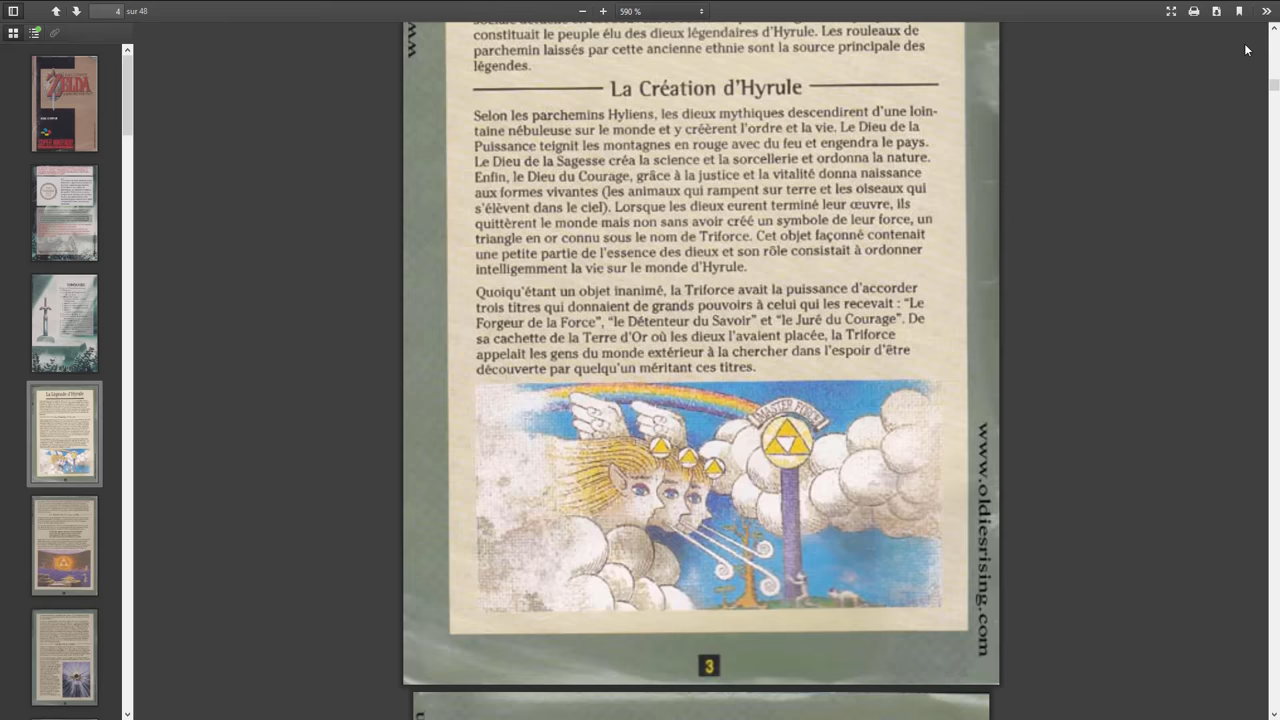 4
sur 48
590 %
constituait le peuple élu des dieux légendaires d'Hyrule. Les rouleaux de
parchemin laissés par cette ancienne ethnie sont la source principale des
légendes.
La Création d'Hyrule
Selon les parchemins Hyliens, les dieux mythiques descendirent d'une loin-
taine nébuleuse sur le monde et y créèrent l'ordre et la vie. Le Dieu de la
Puissance teignit les montagnes en rouge avec du feu et engendra le pays.
Le Dieu de la Sagesse créa la science et la sorcellerie et ordonna la nature.
Enfin, le Dieu du Courage, grâce à la justice et la vitalité donna naissance
aux formes vivantes (les animaux qui rampent sur terre et les oiseaux qui
s'élèvent dans le ciel). Lorsque les dieux eurent terminé leur œuvre, ils
quittèrent le monde mais non sans avoir créé un symbole de leur force, un
triangle en or connu sous le nom de Triforce. Cet objet façonné contenait
une petite partie de l'essence des dieux et son rôle consistait à ordonner
intelligemment la vie sur le monde d'Hyrule.
Quoiqu'étant un objet inanimé, la Triforce avait la puissance d'accorder
trois titres qui donnaient de grands pouvoirs à celui qui les recevait : "Le
Forgeur de la Force", "le Détenteur du Savoir" et "le Juré du Courage". De
sa cachette de la Terre d'Or où les dieux l'avaient placée, la Triforce
appelait les gens du monde extérieur à la chercher dans l'espoir d'être
découverte par quelqu'un méritant ces titres.
MASTER FORCE
www.oldiesrising.com
3
ZELDA
SUPER NINTENDO
La Légende d'Hyrule